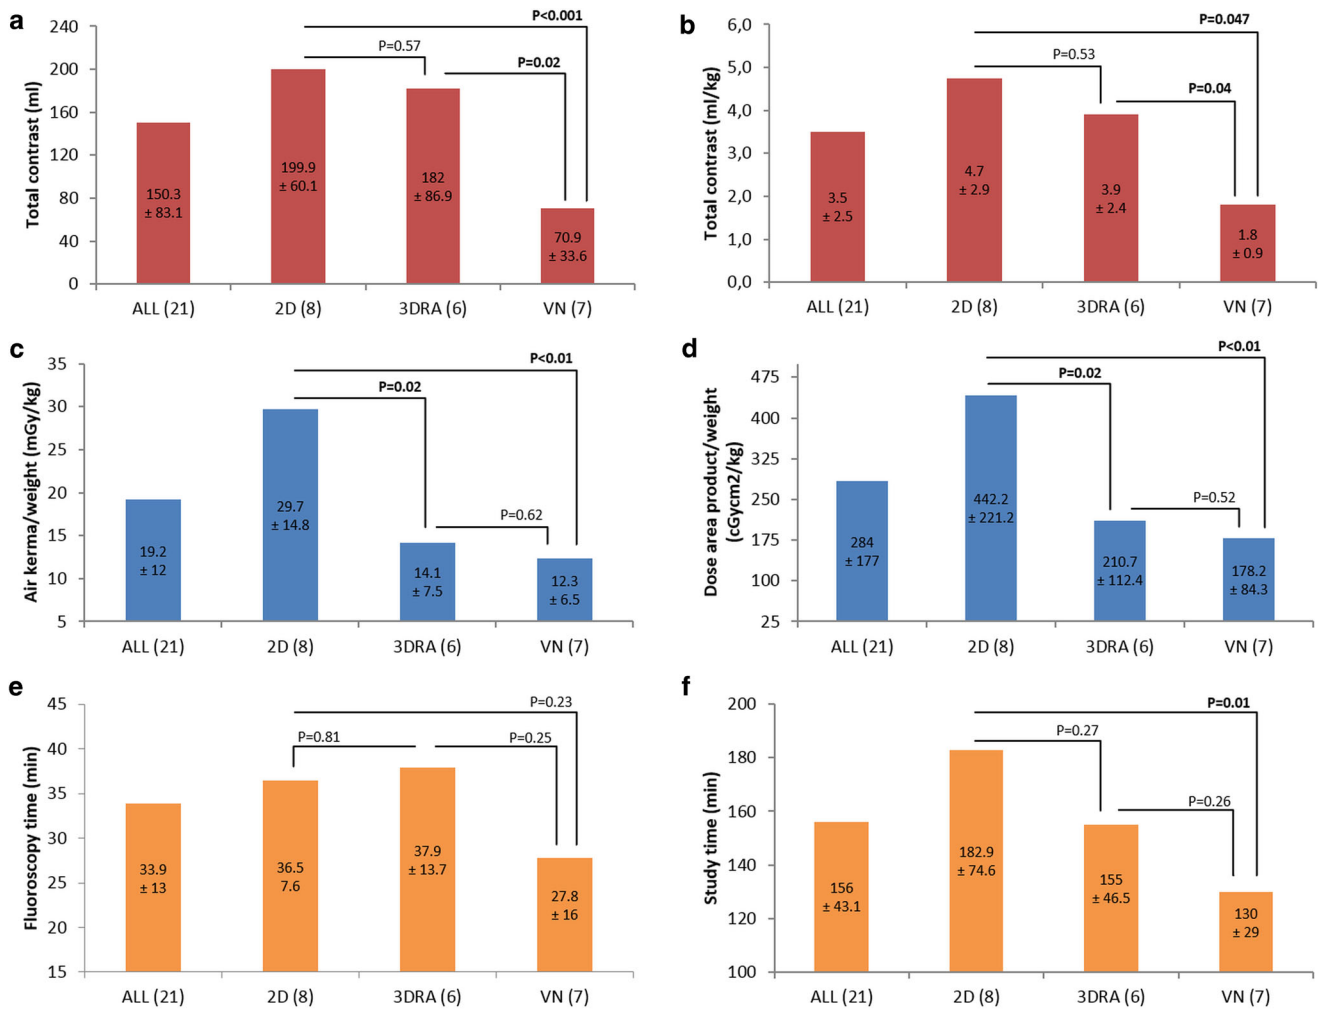 a
Total contrast (ml)
240
200
160
120
80
40
0
P<0.001
P=0.57
P=0.02
150.3
± 83.1
199.9
± 60.1
182
± 86.9
70.9
± 33.6
ALL (21)
2D (8)
3DRA (6)
VN (7)
b
Total contrast (ml/kg)
6,0
5,0
4,0
3,0
2,0
1,0
0,0
P=0.047
P=0.53
P=0.04
3.5
± 2.5
4.7
± 2.9
3.9
± 2.4
1.8
± 0.9
ALL (21)
2D (8)
3DRA (6)
VN (7)
c
Air kerma/weight (mGy/kg)
35
30
25
20
15
10
5
P<0.01
P=0.02
P=0.62
19.2
± 12
29.7
± 14.8
14.1
± 7.5
12.3
± 6.5
ALL (21)
2D (8)
3DRA (6)
VN (7)
d
Dose area product/weight
(cGycm2/kg)
475
400
325
250
175
100
25
P<0.01
P=0.02
P=0.52
284
± 177
442.2
± 221.2
210.7
± 112.4
178.2
± 84.3
ALL (21)
2D (8)
3DRA (6)
VN (7)
e
Fluoroscopy time (min)
45
40
35
30
25
20
15
P=0.23
P=0.81
P=0.25
33.9
± 13
36.5
7.6
37.9
± 13.7
27.8
± 16
ALL (21)
2D (8)
3DRA (6)
VN (7)
f
Study time (min)
200
180
160
140
120
100
P=0.01
P=0.27
P=0.26
156
± 43.1
182.9
± 74.6
155
± 46.5
130
± 29
ALL (21)
2D (8)
3DRA (6)
VN (7)